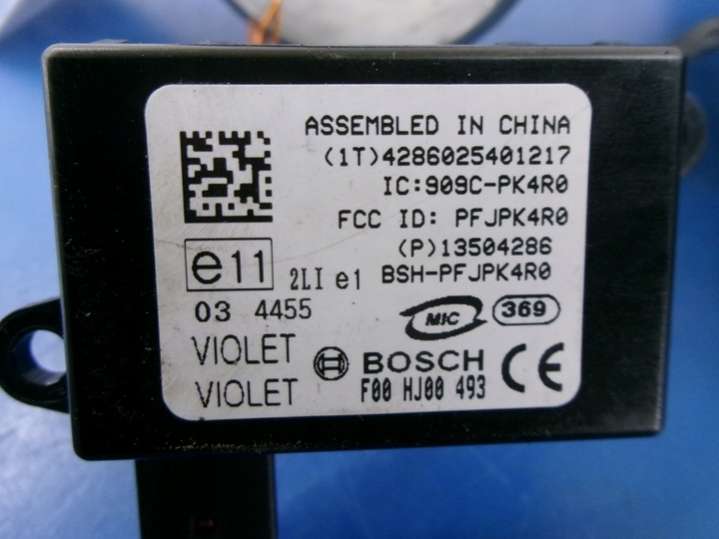 ASSEMBLED IN CHINA
(1T)4286025401217
IC:909C-PK4R0
FCC ID: PFJPK4R0
(P)13504286
e11 2LI e1 BSH-PFJPK4R0
03 4455
MIC 369
VIOLET
VIOLET
BOSCH CE
F00 HJ00 493